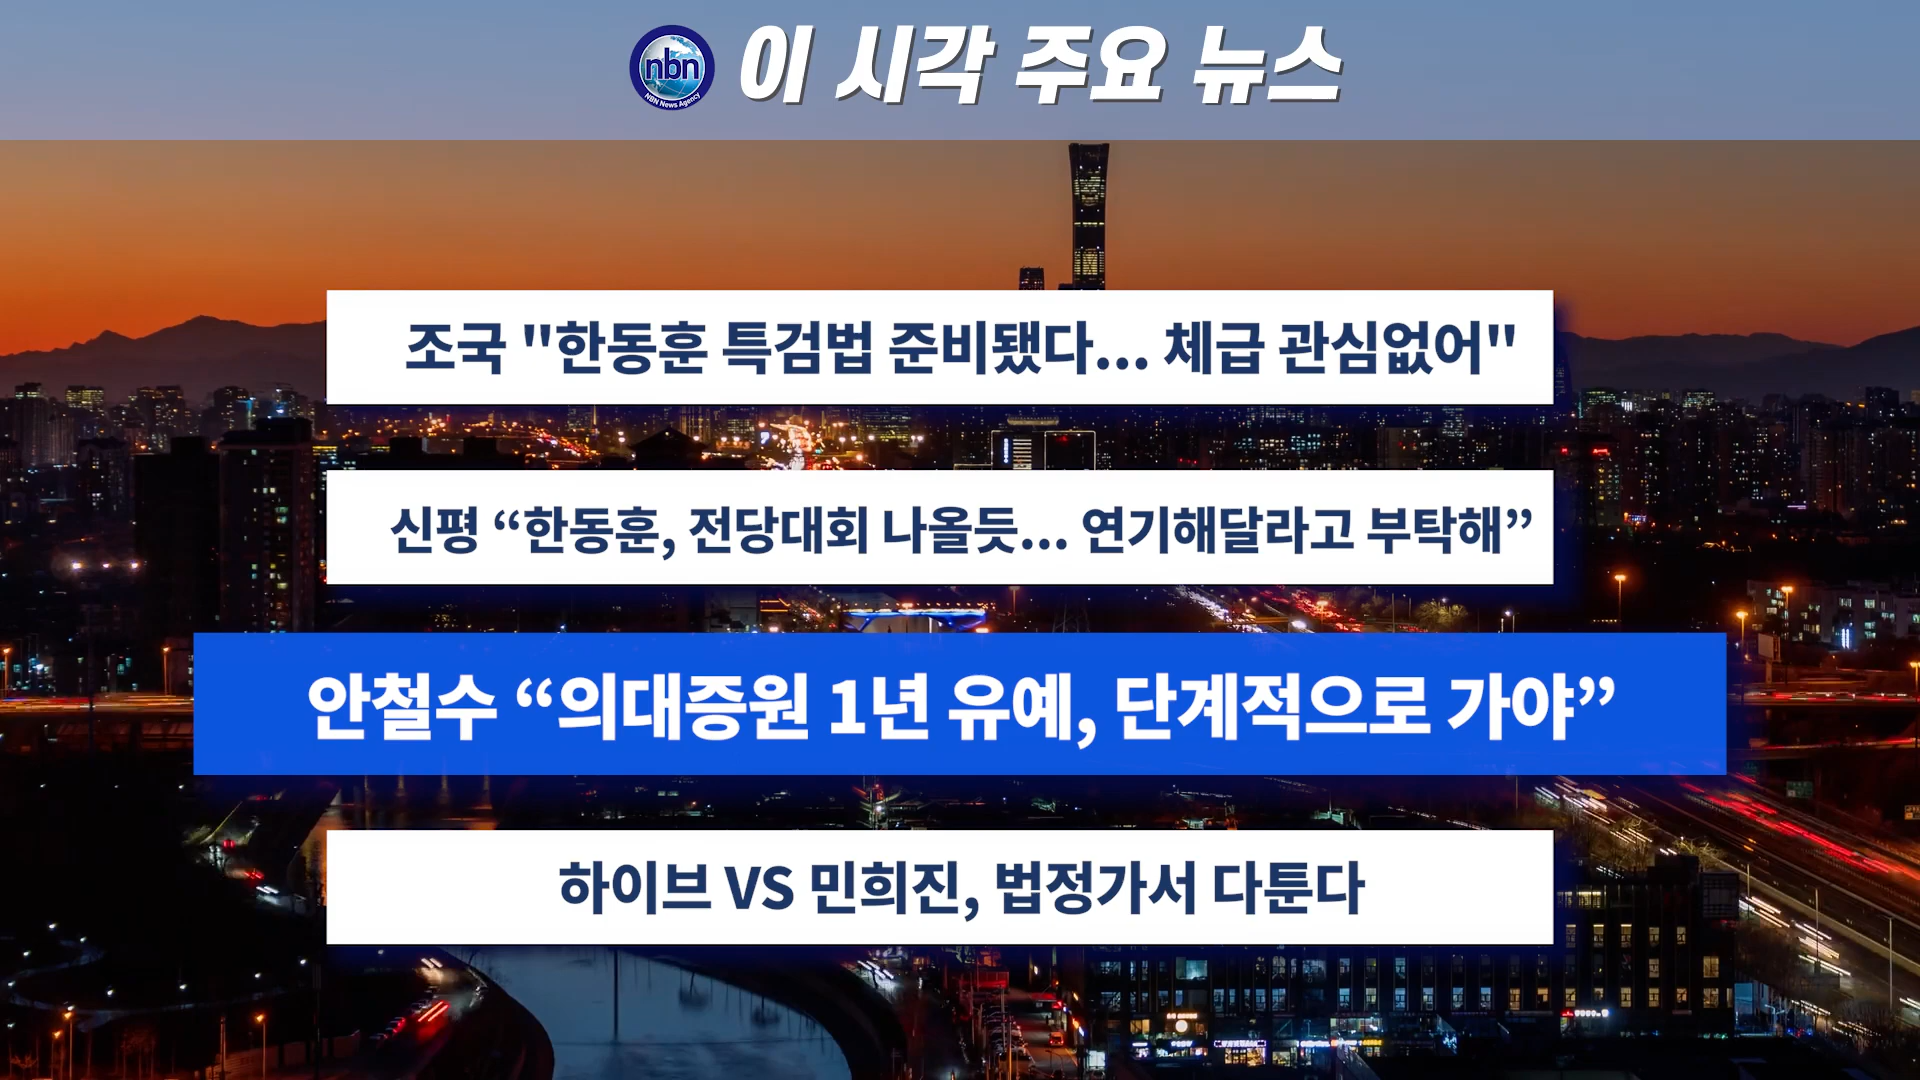 nbn
NBN News Agency
이 시각 주요 뉴스
조국 "한동훈 특검법 준비됐다... 체급 관심없어"
신평 “한동훈, 전당대회 나올듯... 연기해달라고 부탁해”
안철수 “의대증원 1년 유예, 단계적으로 가야”
하이브 VS 민희진, 법정가서 다툰다